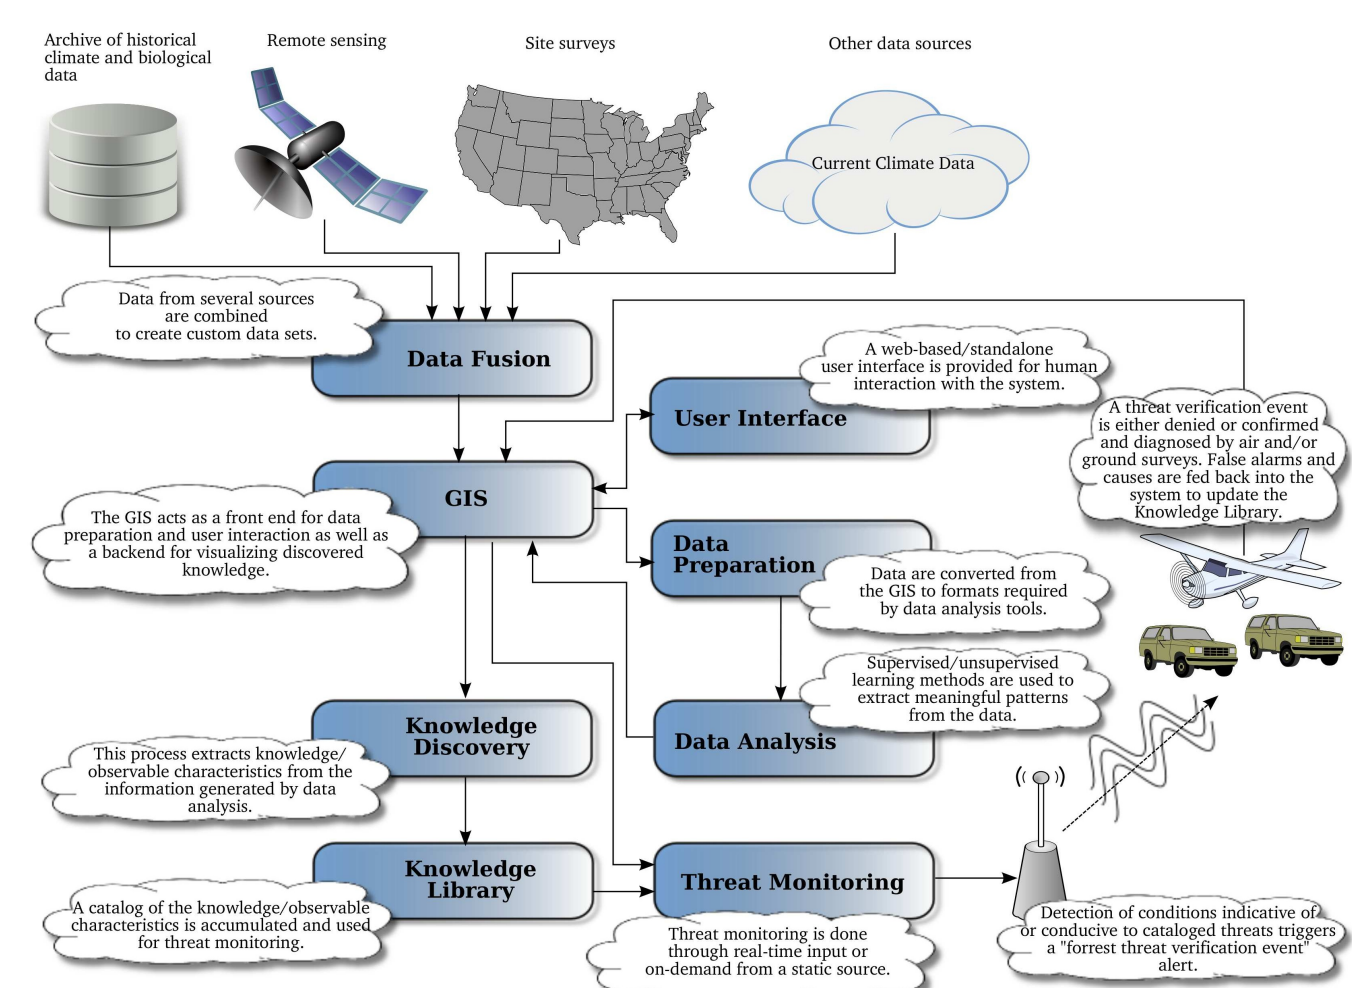 Archive of historical
climate and biological
data
Remote sensing
Site surveys
Other data sources
Current Climate Data
Data from several sources
are combined
to create custom data sets.
Data Fusion
A web-based/standalone
user interface is provided for human
interaction with the system.
User Interface
A threat verification event
is either denied or confirmed
and diagnosed by air and/or
ground surveys. False alarms and
causes are fed back into the
system to update the
Knowledge Library.
GIS
The GIS acts as a front end for data
preparation and user interaction as well as
a backend for visualizing discovered
knowledge.
Data
Preparation
Data are converted from
the GIS to formats required
by data analysis tools.
Supervised/unsupervised
learning methods are used to
extract meaningful patterns
from the data.
Data Analysis
Knowledge
Discovery
This process extracts knowledge/
observable characteristics from the
information generated by data
analysis.
Knowledge
Library
A catalog of the knowledge/observable
characteristics is accumulated and used
for threat monitoring.
Threat Monitoring
Threat monitoring is done
through real-time input or
on-demand from a static source.
Detection of conditions indicative of
or conducive to cataloged threats triggers
a "forrest threat verification event"
alert.